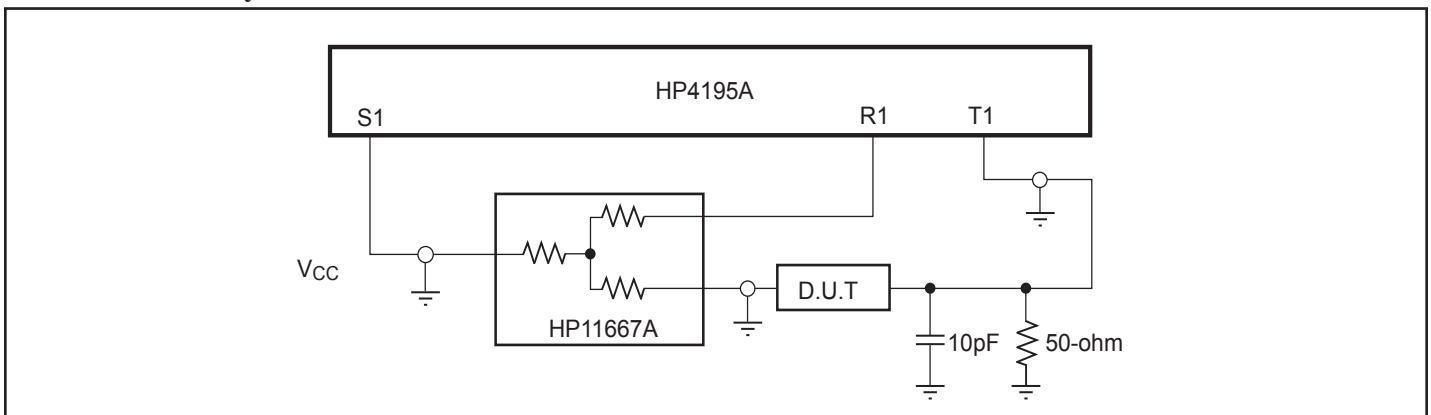 HP4195A
S1
R1
T1
VCC
D.U.T
HP11667A
10pF
50-ohm